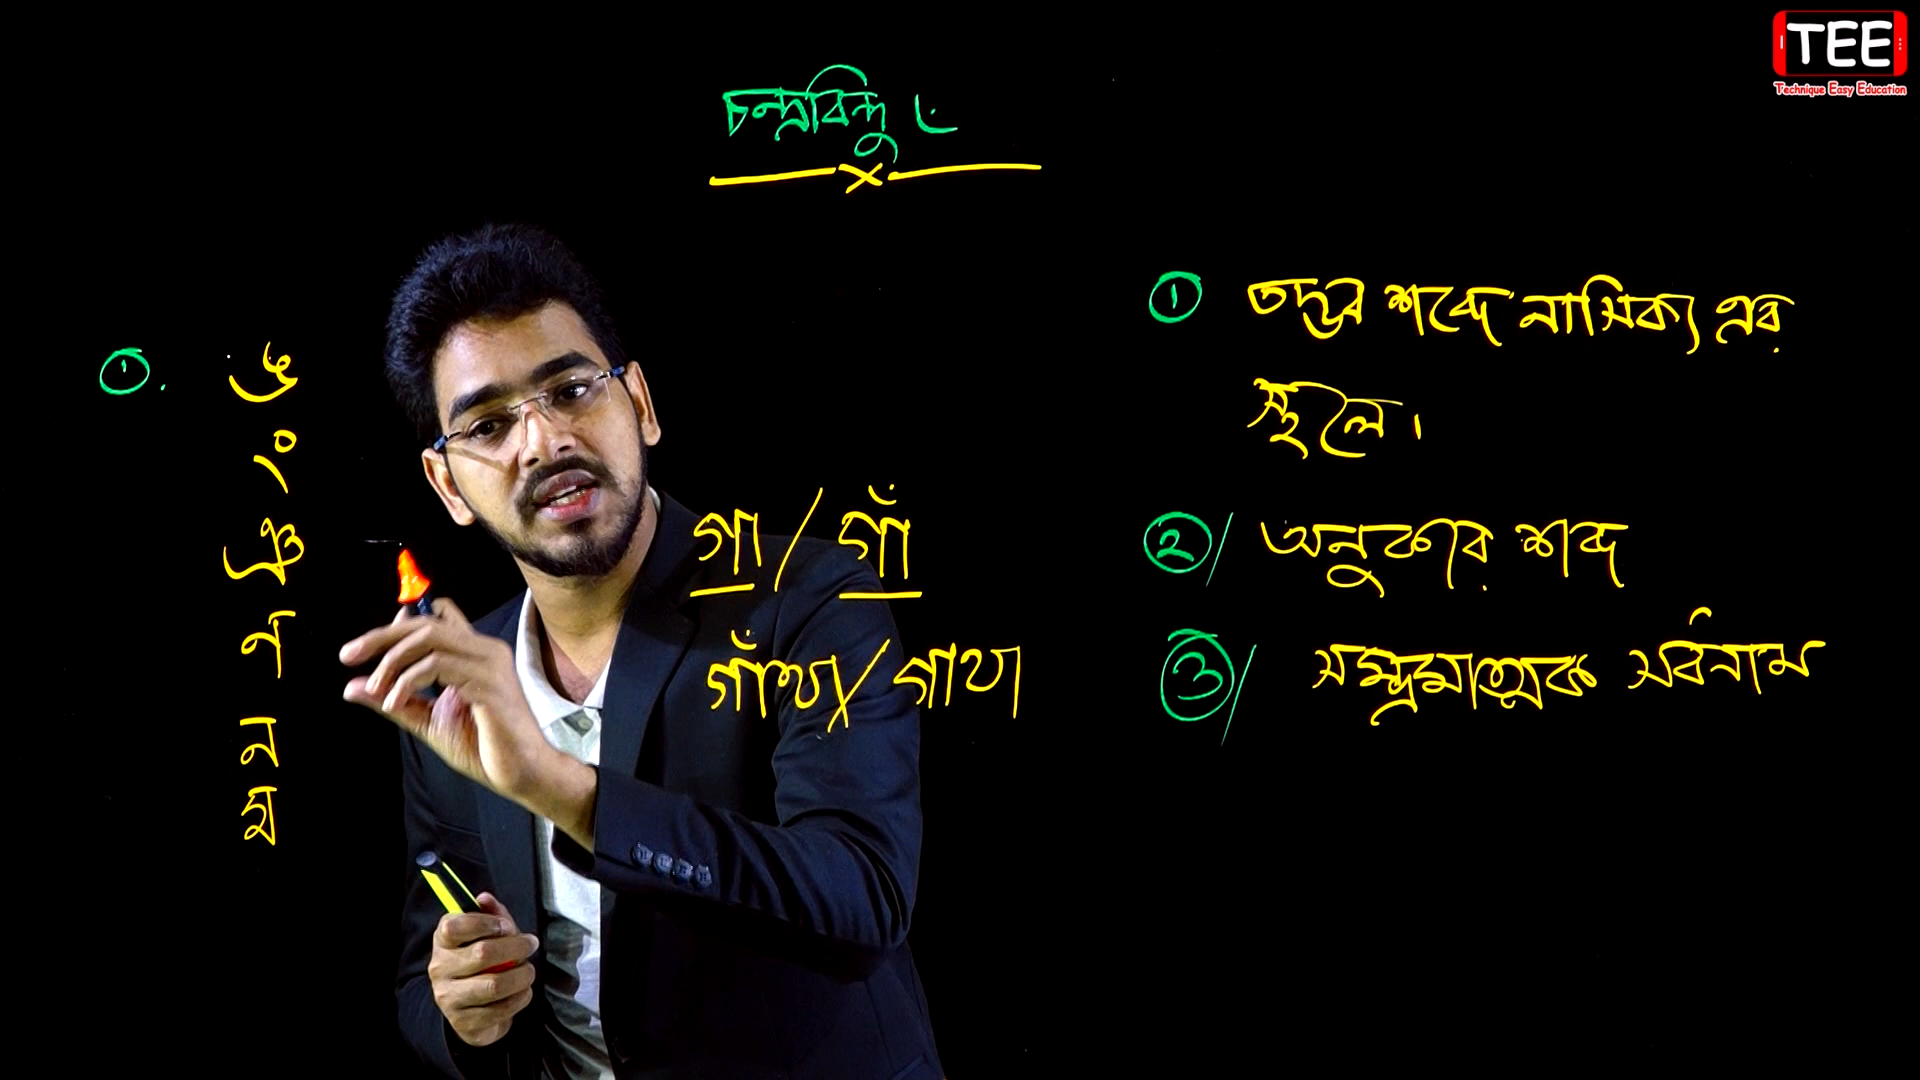 TEE
Technique Easy Education
চন্দ্রবিন্দু ঁ
১.
ঙ
ং
ঞ
ণ
ন
ম
গা / গাঁ
গাঁথা / গাথা
১ তদ্ভব শব্দে নাসিক্য এর
স্থলে।
২/ অনুকার শব্দ
৩/ সম্ভ্রমাত্মক সর্বনাম